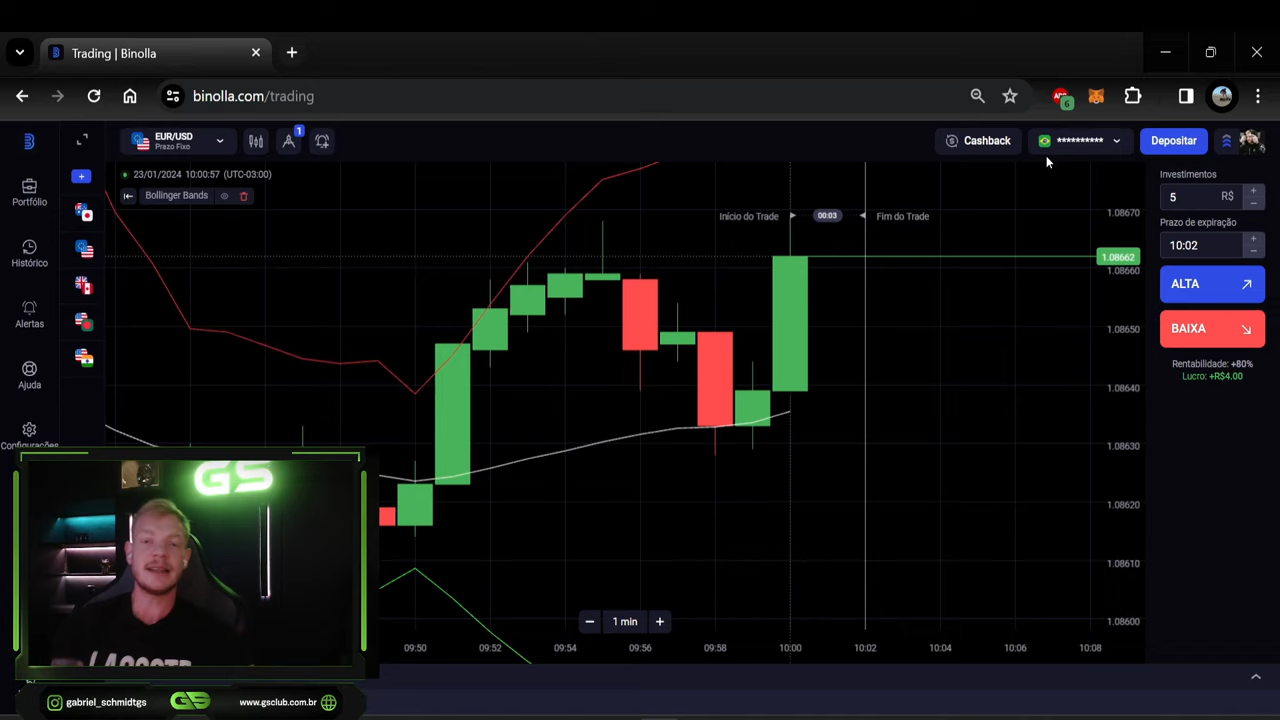 Trading | Binolla
binolla.com/trading
6
EUR/USD
Prazo Fixo
1
Cashback
**********
Depositar
23/01/2024 10:00:57 (UTC-03:00)
Bollinger Bands
Portfólio
Histórico
Alertas
Ajuda
Configurações
Início do Trade
00:03
Fim do Trade
1.08670
1.08662
1.08660
1.08650
1.08640
1.08630
1.08620
1.08610
1.08600
Investimentos
5 R$
Prazo de expiração
10:02
ALTA
BAIXA
Rentabilidade: +80%
Lucro: +R$4.00
1 min
09:50
09:52
09:54
09:56
09:58
10:00
10:02
10:04
10:06
10:08
GS
gabriel_schmidtgs
GS
www.gsclub.com.br